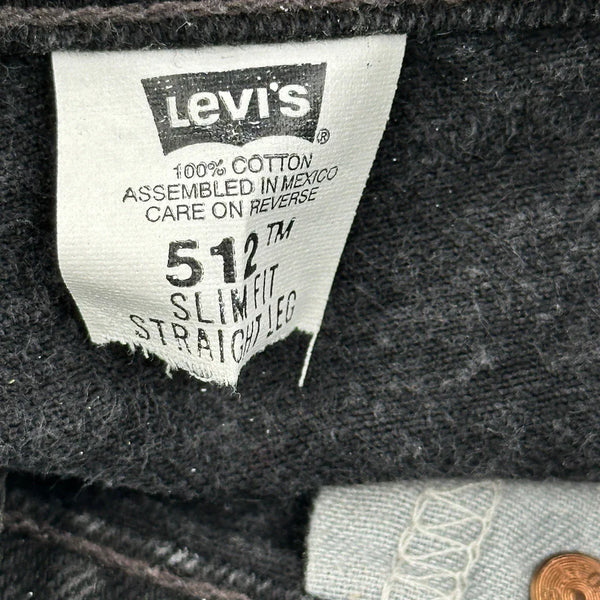 Levi's ®
100% COTTON
ASSEMBLED IN MEXICO
CARE ON REVERSE
512™
SLIM FIT
STRAIGHT LEG